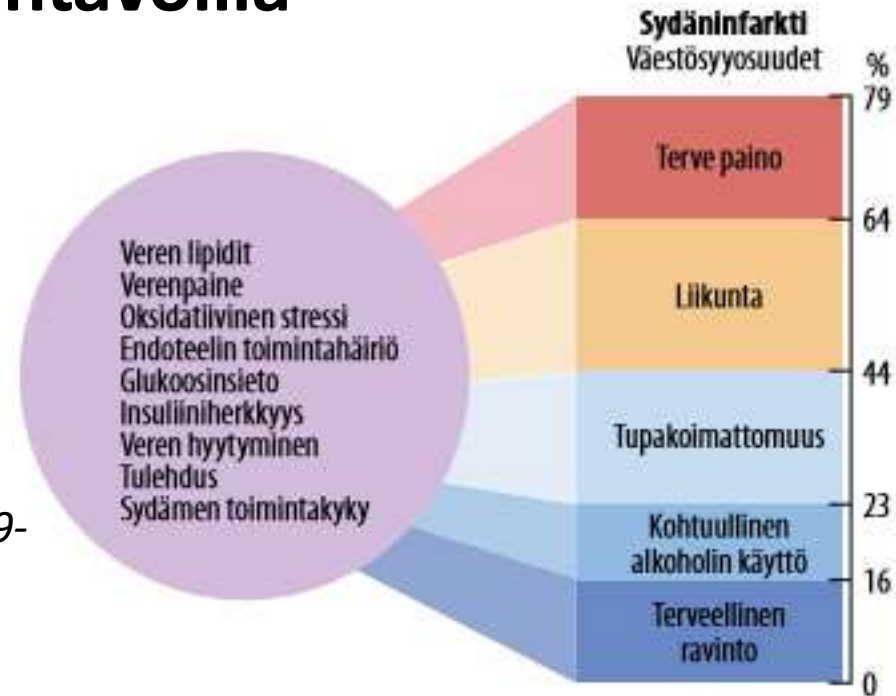 Sydäninfarkti
Väestösyyosuudet
%
79
Terve paino
64
Liikunta
44
Tupakoimattomuus
23
Kohtuullinen
alkoholin käyttö
16
Terveellinen
ravinto
0
Veren lipidit
Verenpaine
Oksidatiivinen stressi
Endoteelin toimintahäiriö
Glukoosinsieto
Insuliiniherkkyys
Veren hyytyminen
Tulehdus
Sydämen toimintakyky
9-